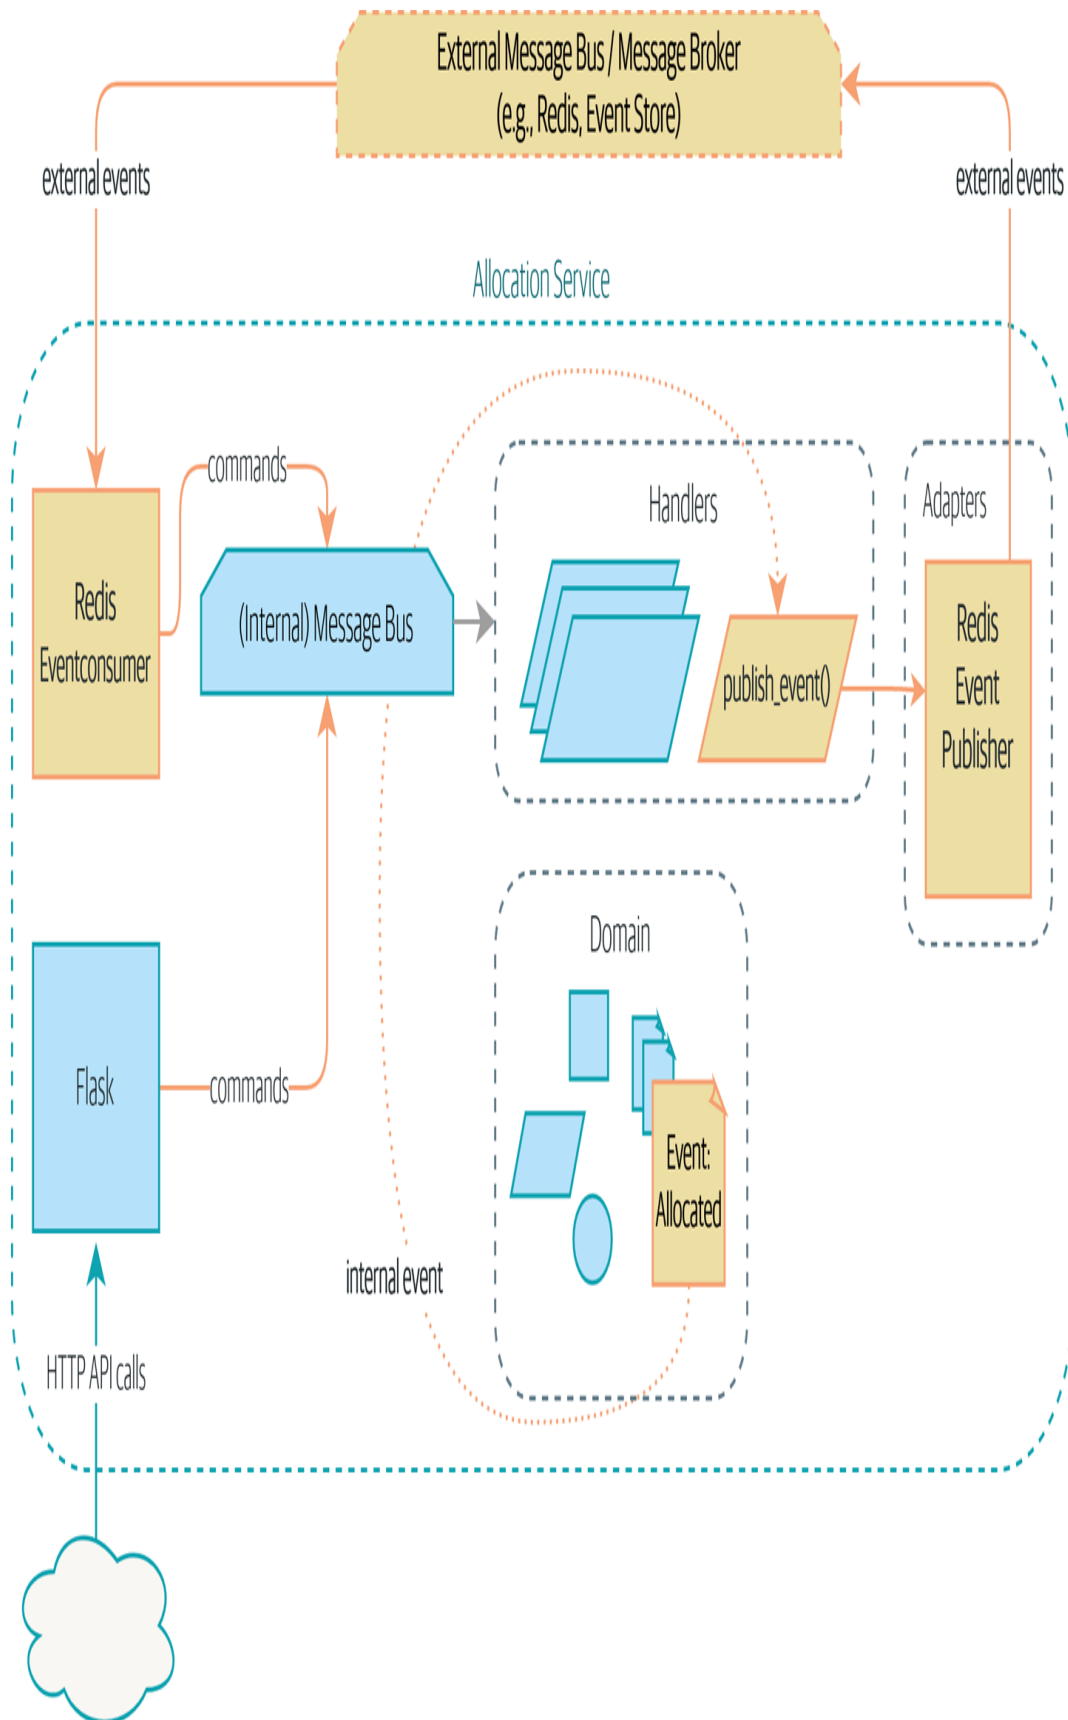 External Message Bus / Message Broker
(e.g., Redis, Event Store)
external events
external events
Allocation Service
commands
Handlers
Adapters
Redis
Eventconsumer
(Internal) Message Bus
publish_event()
Redis
Event
Publisher
Domain
Flask
commands
Event:
Allocated
internal event
HTTP API calls